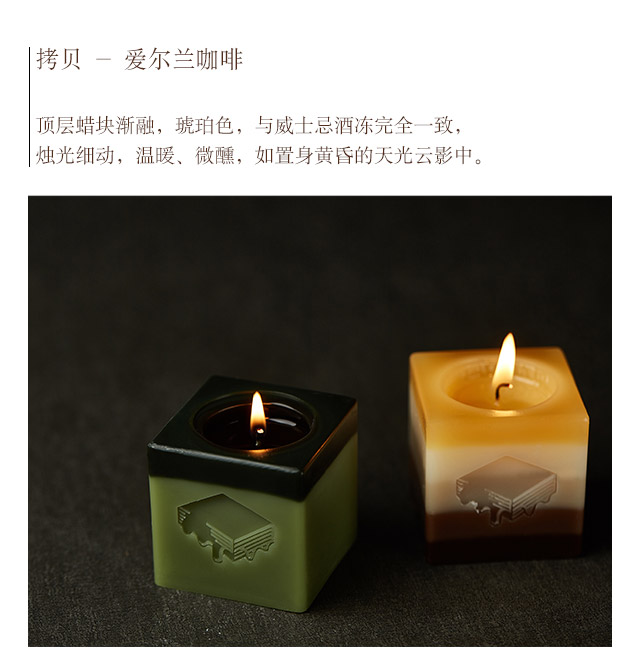 拷贝 – 爱尔兰咖啡
顶层蜡块渐融，琥珀色，与威士忌酒冻完全一致，
烛光细动，温暖、微醺，如置身黄昏的天光云影中。